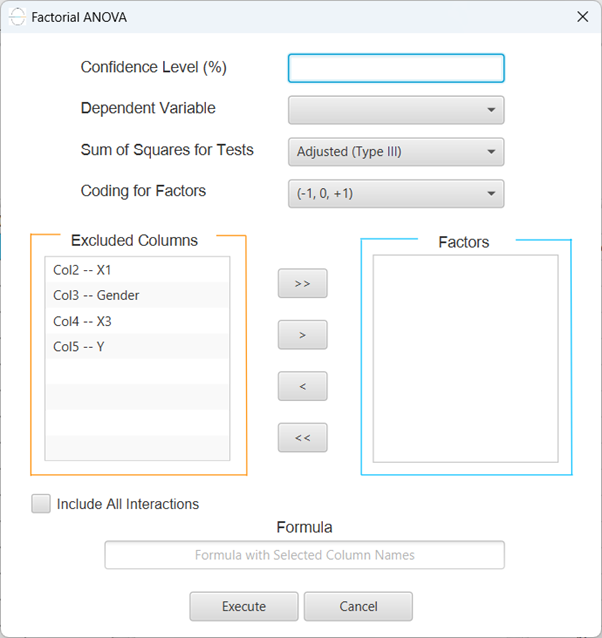 Factorial ANOVA
Confidence Level (%)
Dependent Variable
Sum of Squares for Tests Adjusted (Type III)
Coding for Factors (-1, 0, +1)
Excluded Columns
Col2 -- X1
Col3 -- Gender
Col4 -- X3
Col5 -- Y
>>
>
<
<<
Factors
Include All Interactions
Formula
Formula with Selected Column Names
Execute Cancel